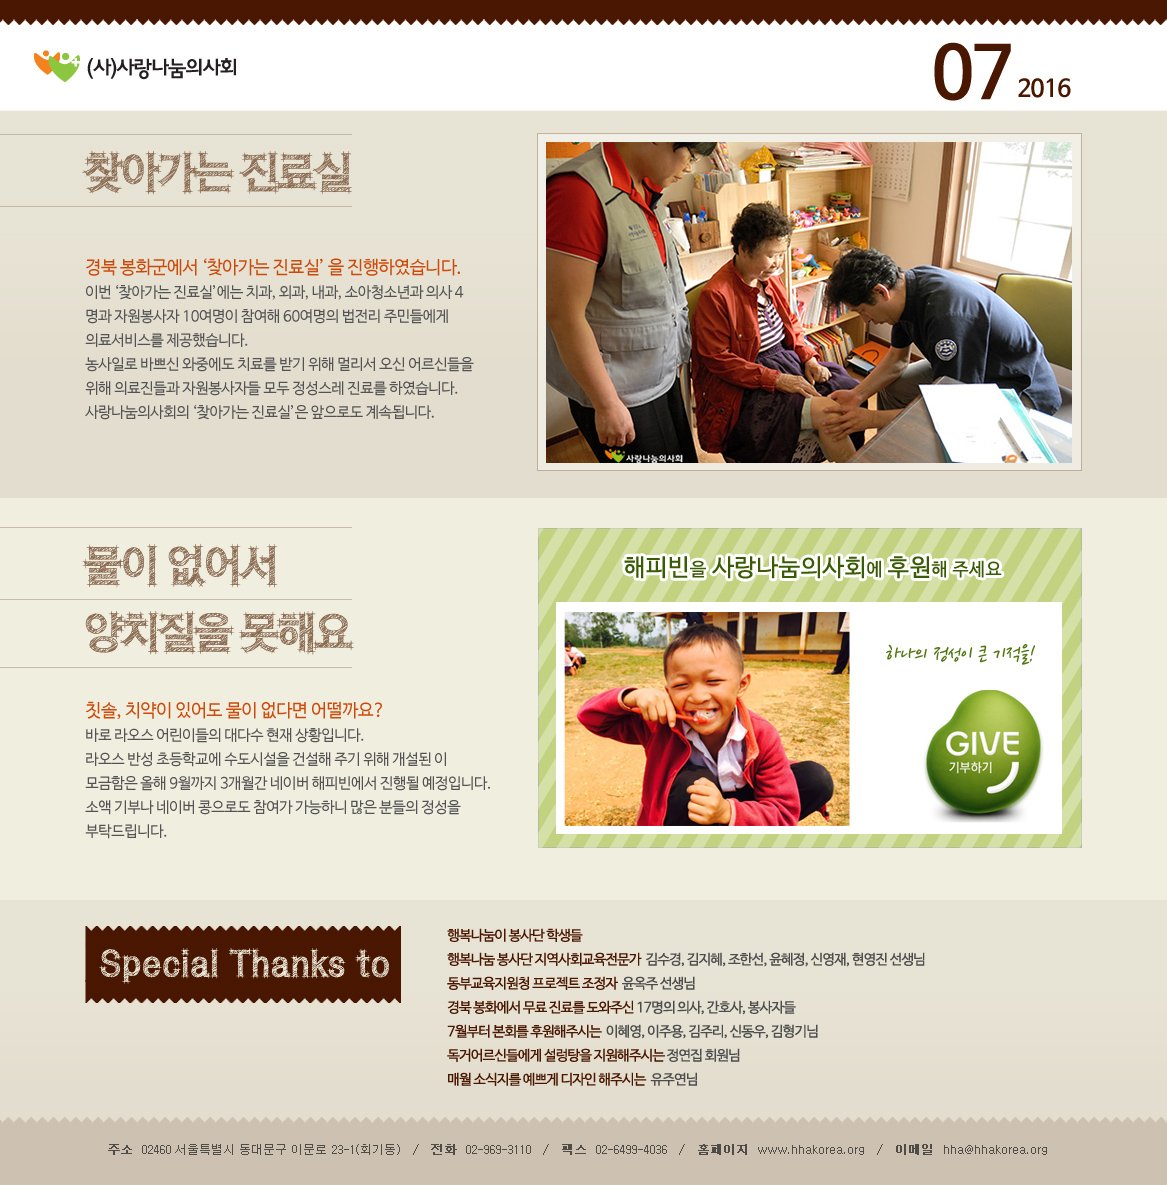 (사)사랑나눔의사회
07 2016
찾아가는 진료실
경북 봉화군에서 ‘찾아가는 진료실’ 을 진행하였습니다.
이번 ‘찾아가는 진료실’에는 치과, 외과, 내과, 소아청소년과 의사 4
명과 자원봉사자 10여명이 참여해 60여명의 법전리 주민들에게
의료서비스를 제공했습니다.
농사일로 바쁘신 와중에도 치료를 받기 위해 멀리서 오신 어르신들을
위해 의료진들과 자원봉사자들 모두 정성스레 진료를 하였습니다.
사랑나눔의사회의 ‘찾아가는 진료실’은 앞으로도 계속됩니다.
사랑나눔의사회
물이 없어서
양치질을 못해요
칫솔, 치약이 있어도 물이 없다면 어떨까요?
바로 라오스 어린이들의 대다수 현재 상황입니다.
라오스 반성 초등학교에 수도시설을 건설해 주기 위해 개설된 이
모금함은 올해 9월까지 3개월간 네이버 해피빈에서 진행될 예정입니다.
소액 기부나 네이버 콩으로도 참여가 가능하니 많은 분들의 정성을
부탁드립니다.
해피빈을 사랑나눔의사회에 후원해 주세요
하나의 정성이 큰 기적을!
GIVE
기부하기
Special Thanks to
행복나눔이 봉사단 학생들
행복나눔 봉사단 지역사회교육전문가 김수경, 김지혜, 조한선, 윤혜정, 신영재, 현영진 선생님
동부교육지원청 프로젝트 조정자 윤옥주 선생님
경북 봉화에서 무료 진료를 도와주신 17명의 의사, 간호사, 봉사자들
7월부터 본회를 후원해주시는 이혜영, 이주용, 김주리, 신동우, 김형기님
독거어르신들에게 설렁탕을 지원해주시는 정연집 회원님
매월 소식지를 예쁘게 디자인 해주시는 유주연님
주소 02460 서울특별시 동대문구 이문로 23-1(회기동) / 전화 02-969-3110 / 팩스 02-6499-4036 / 홈페이지 www.hhakorea.org / 이메일 hha@hhakorea.org